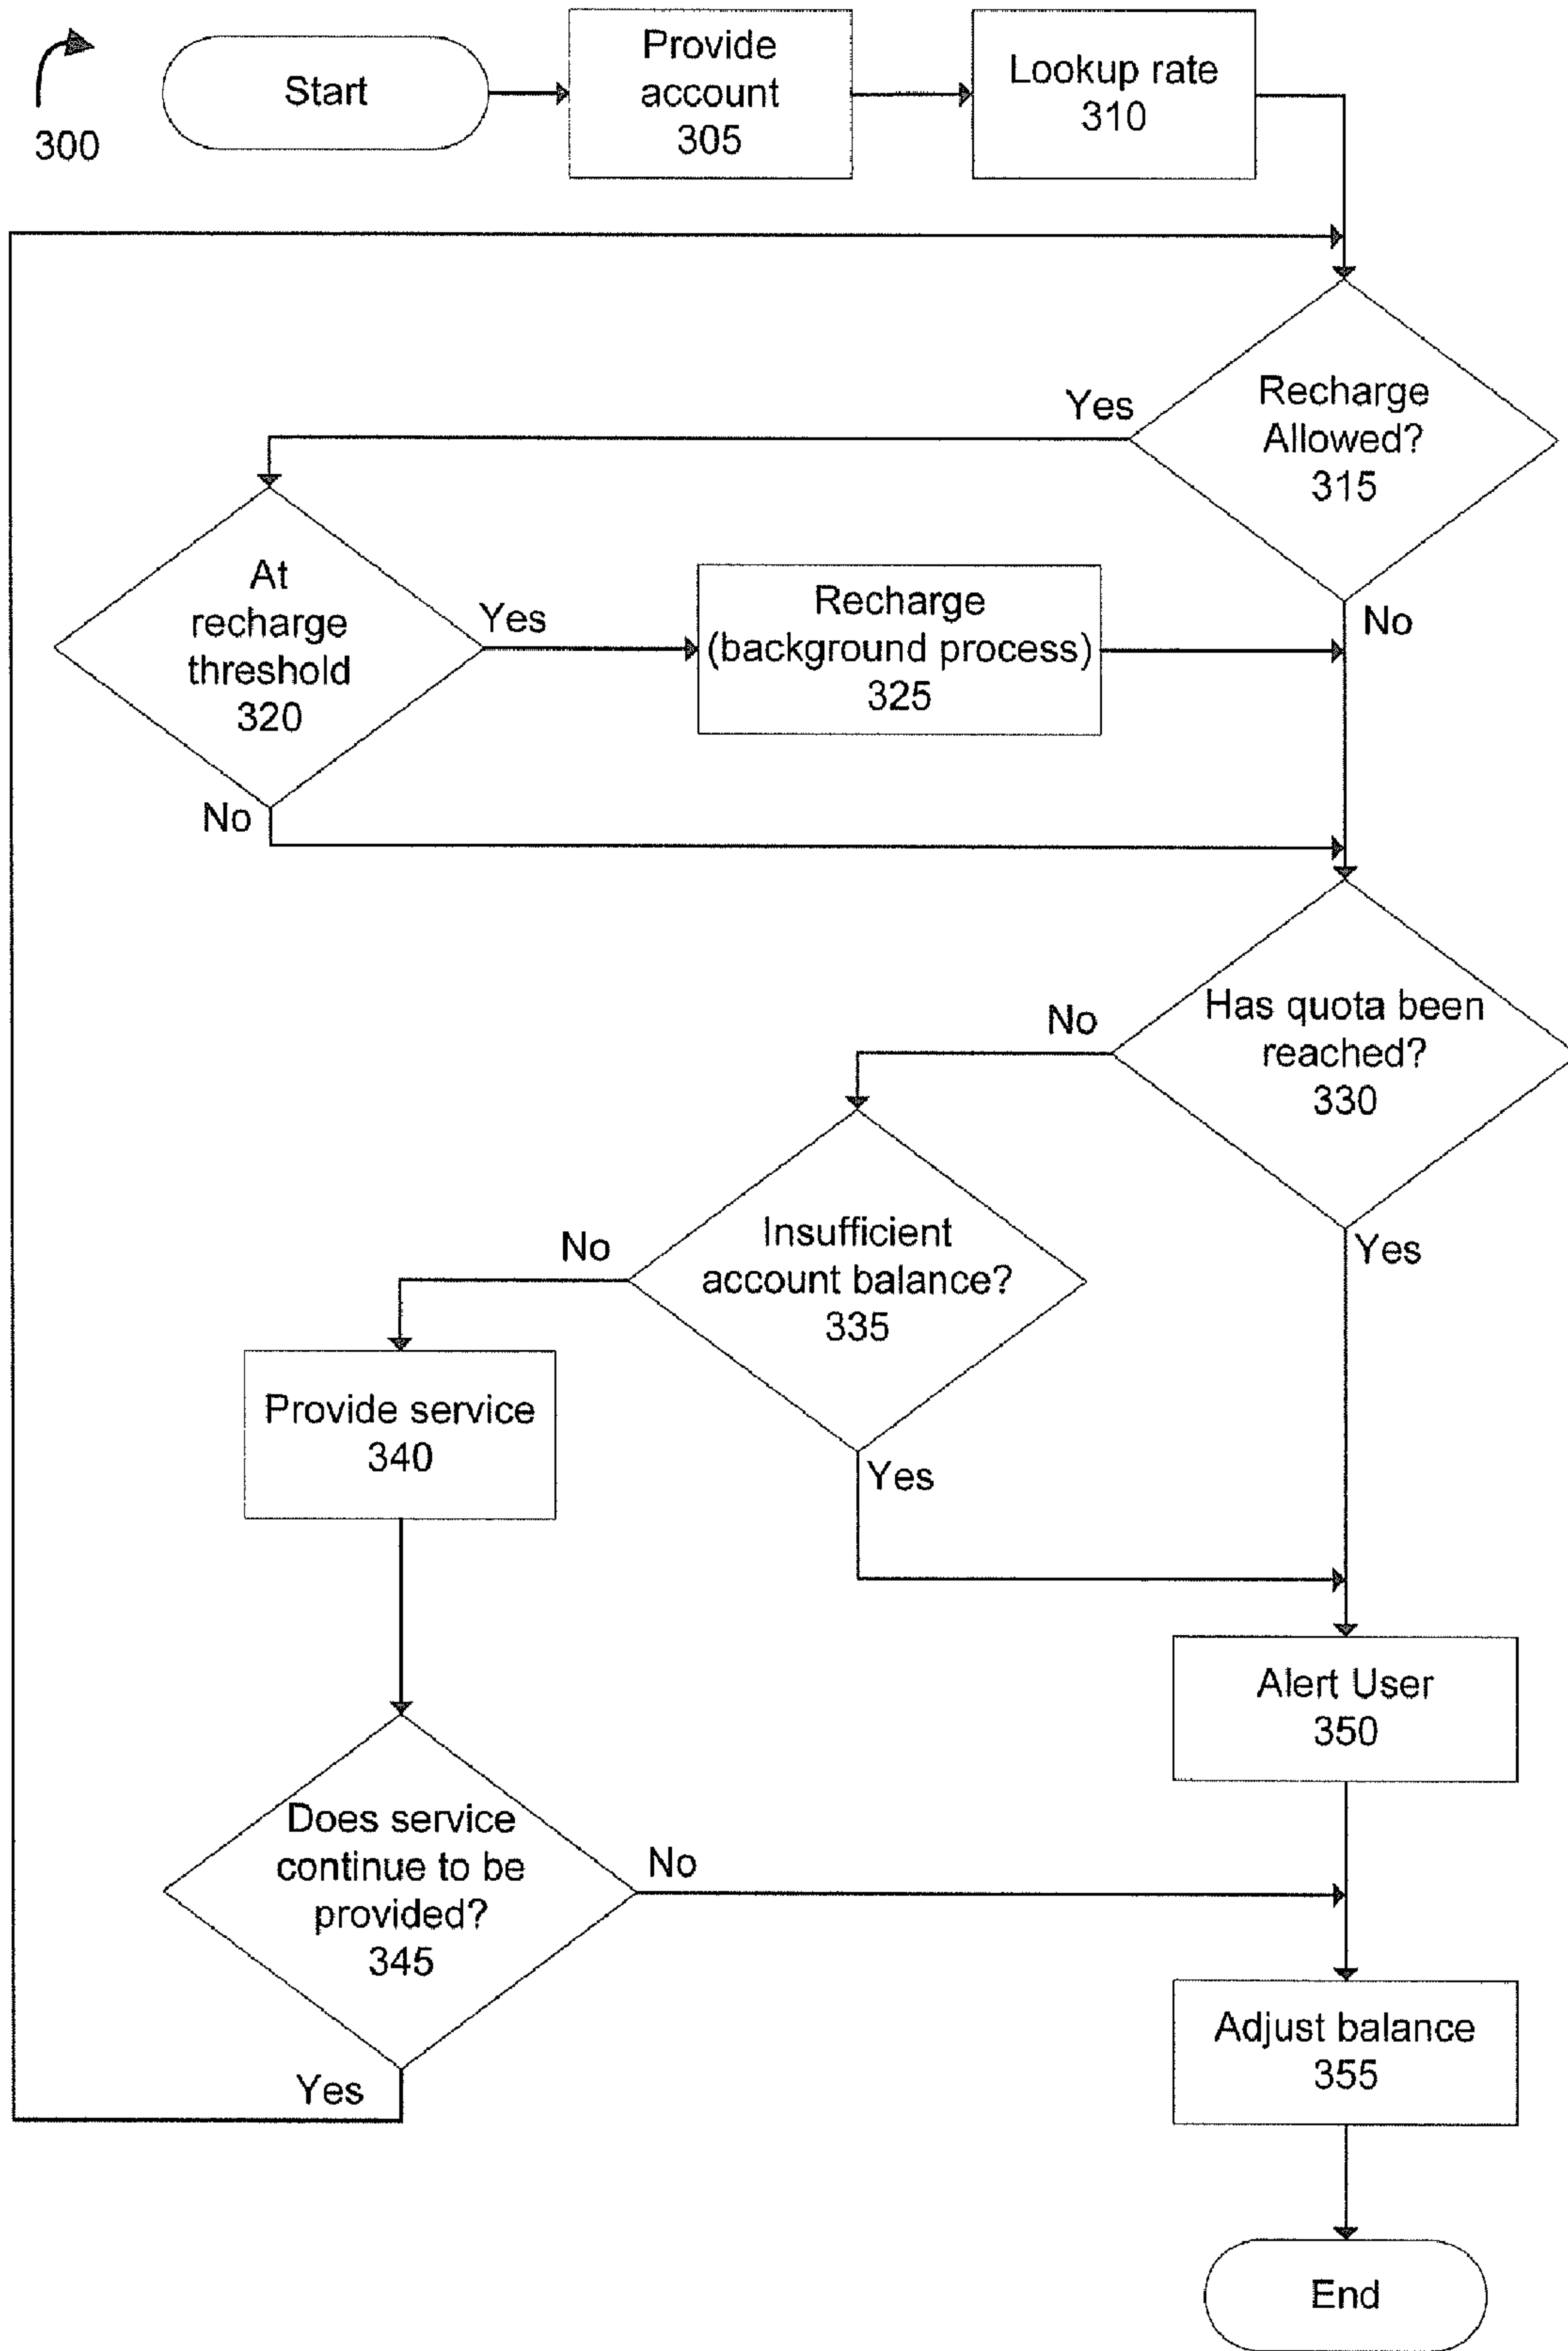 300
Start
Provide
account
305
Lookup rate
310
Recharge
Allowed?
315
Yes
No
At
recharge
threshold
320
Yes
No
Recharge
(background process)
325
Has quota been
reached?
330
No
Yes
Insufficient
account balance?
335
No
Yes
Provide service
340
Does service
continue to be
provided?
345
No
Yes
Alert User
350
Adjust balance
355
End